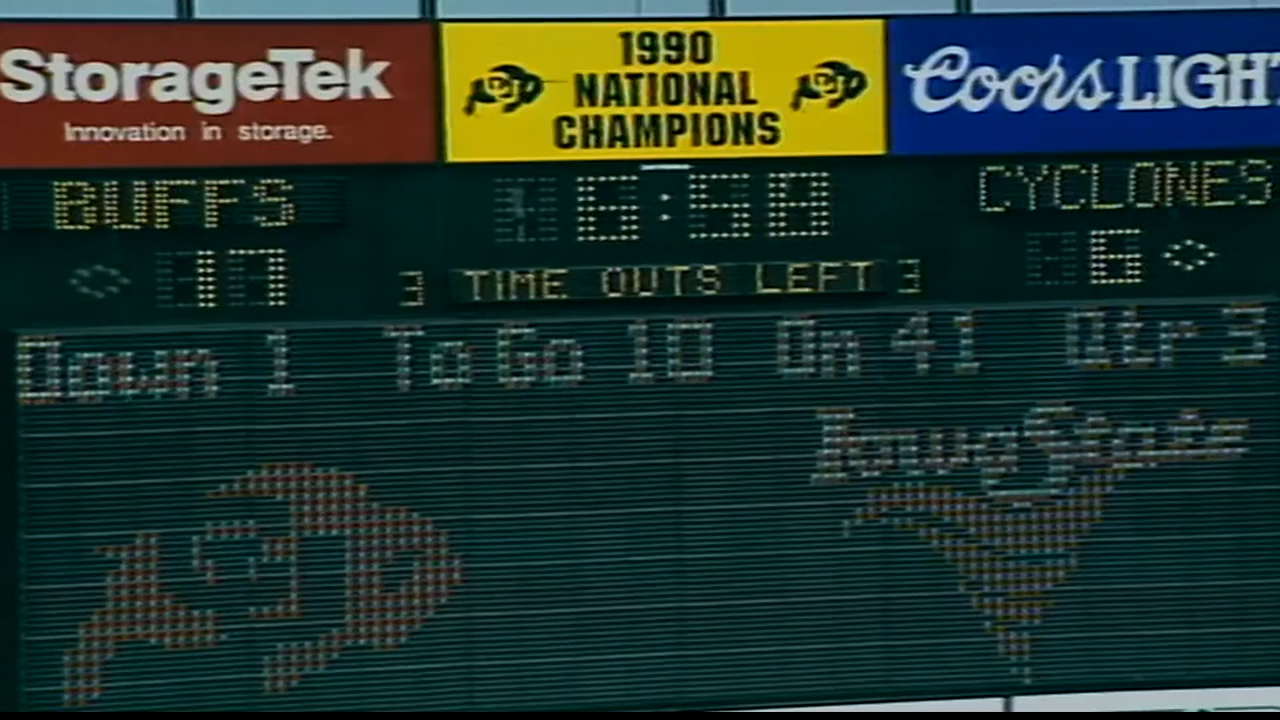 StorageTek
Innovation in storage.
1990
NATIONAL
CHAMPIONS
Coors LIGHT
BUFFS
6:58
CYCLONES
17
3
TIME OUTS LEFT
3
6
Down 1 To Go 10 On 41 Qtr 3
Iowa State